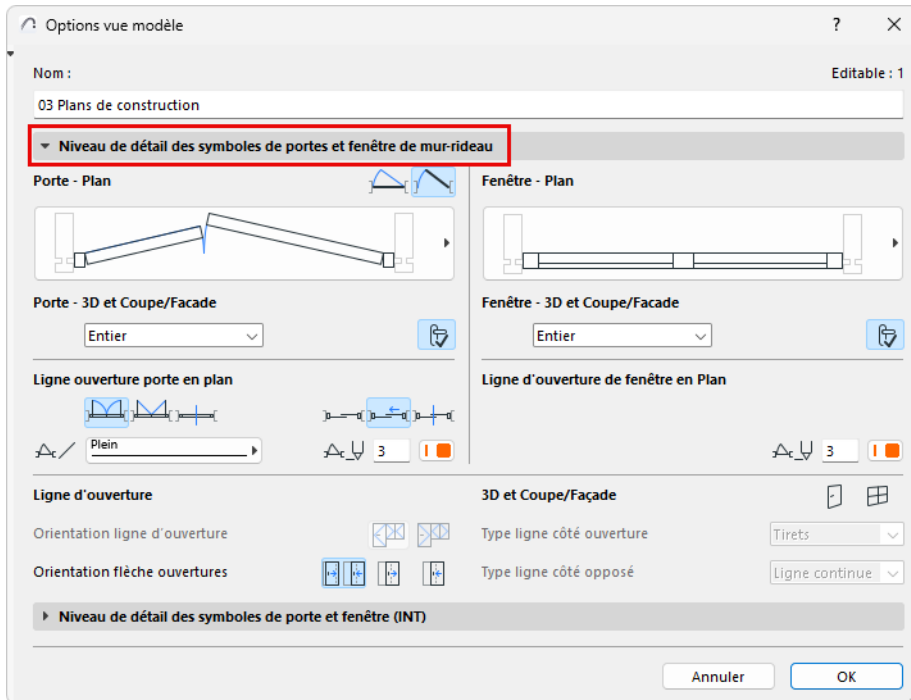 Options vue modèle ?
Nom : Editable : 1
03 Plans de construction
Niveau de détail des symboles de portes et fenêtre de mur-rideau
Porte - Plan Fenêtre - Plan
Porte - 3D et Coupe/Facade Fenêtre - 3D et Coupe/Facade
Entier Entier
Ligne ouverture porte en plan Ligne d'ouverture de fenêtre en Plan
Plein 3 3
Ligne d'ouverture 3D et Coupe/Façade
Orientation ligne d'ouverture Type ligne côté ouverture Tirets
Orientation flèche ouvertures Type ligne côté opposé Ligne continue
Niveau de détail des symboles de porte et fenêtre (INT)
Annuler OK